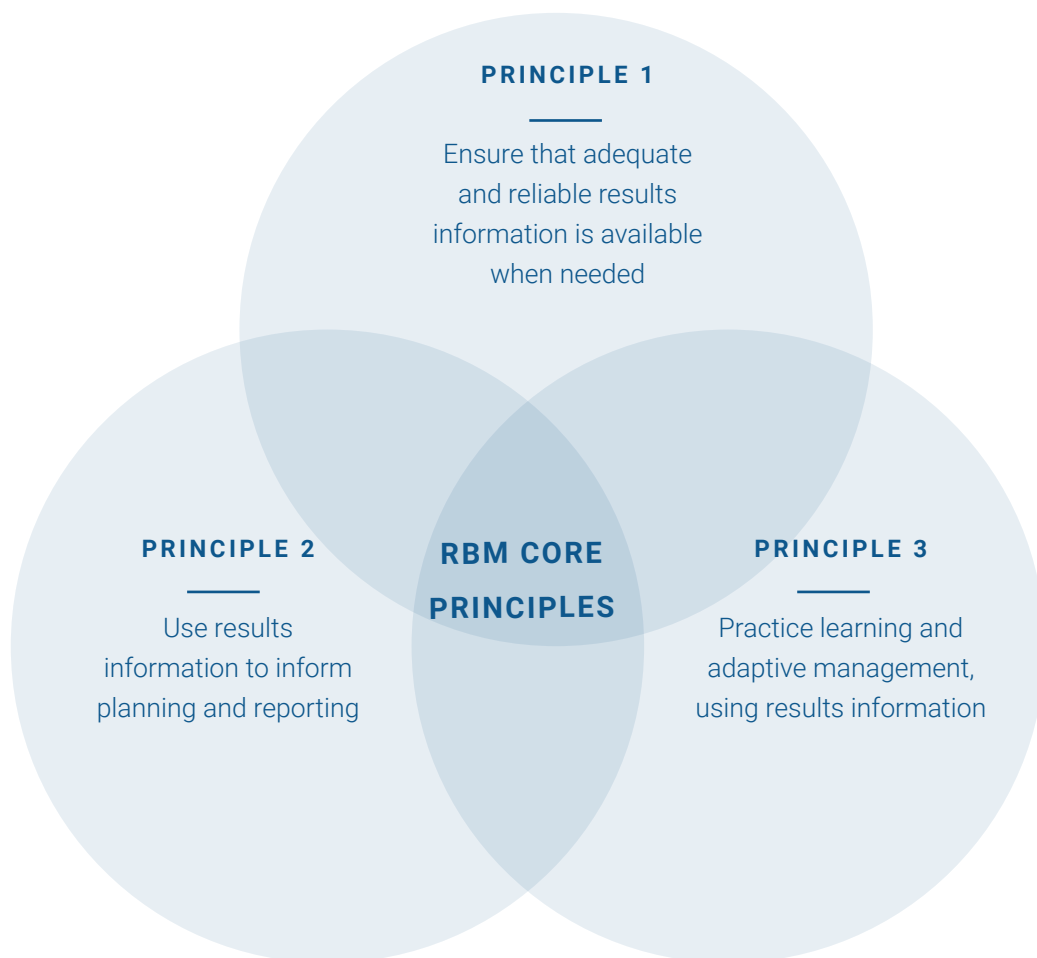 PRINCIPLE 1
Ensure that adequate
and reliable results
information is available
when needed
PRINCIPLE 2
Use results
information to inform
planning and reporting
RBM CORE
PRINCIPLES
PRINCIPLE 3
Practice learning and
adaptive management,
using results information